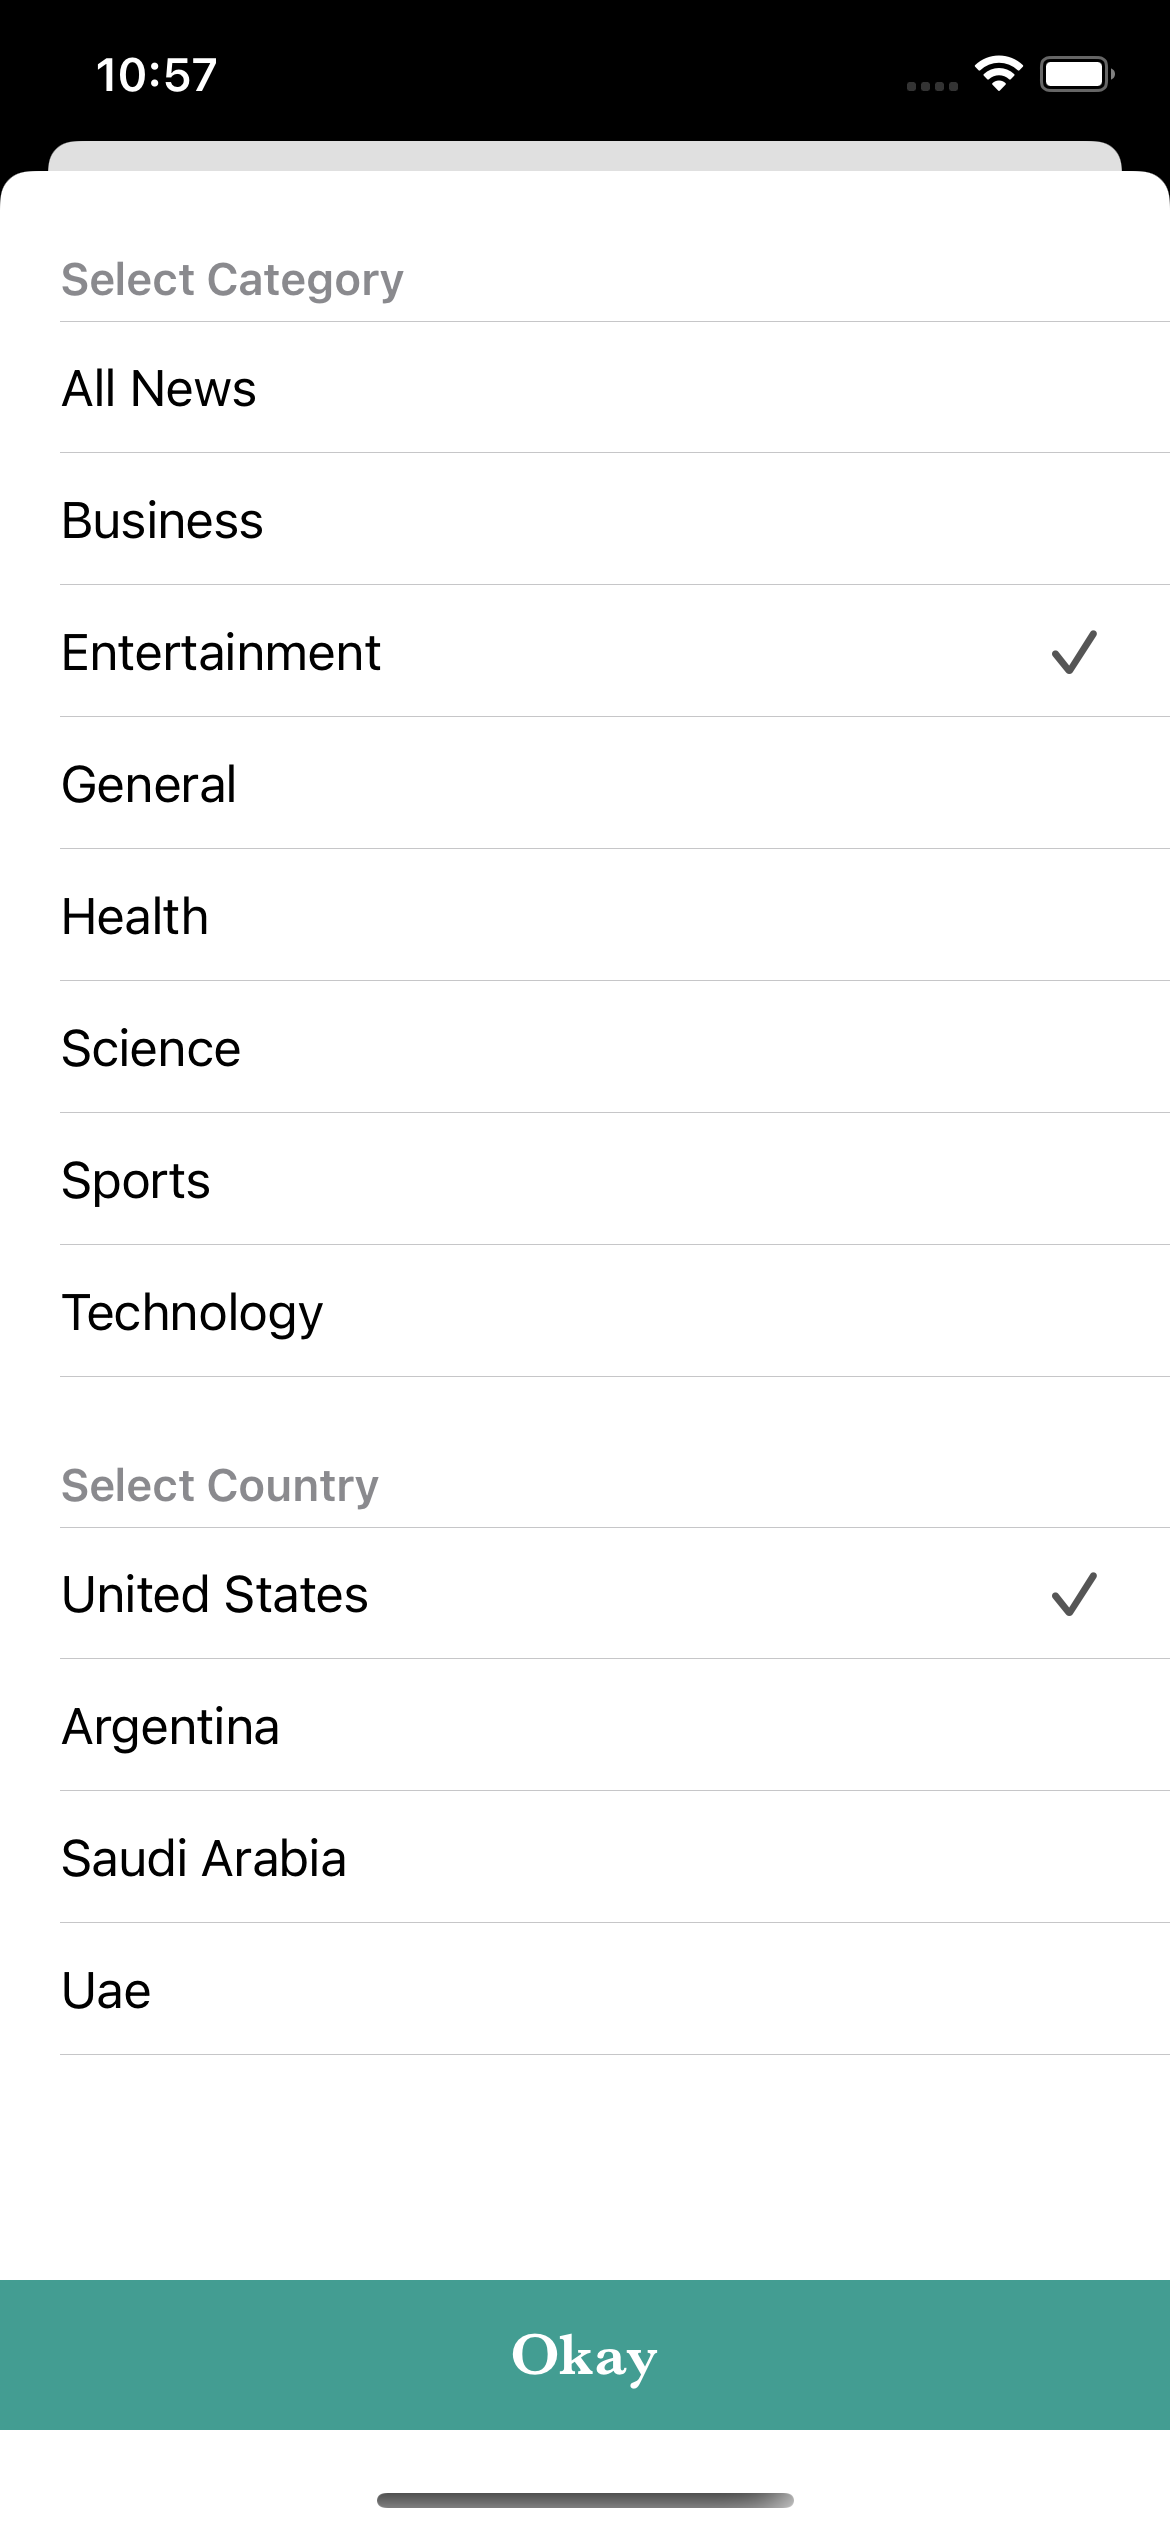 10:57
Select Category
All News
Business
Entertainment
General
Health
Science
Sports
Technology
Select Country
United States
Argentina
Saudi Arabia
Uae
Okay